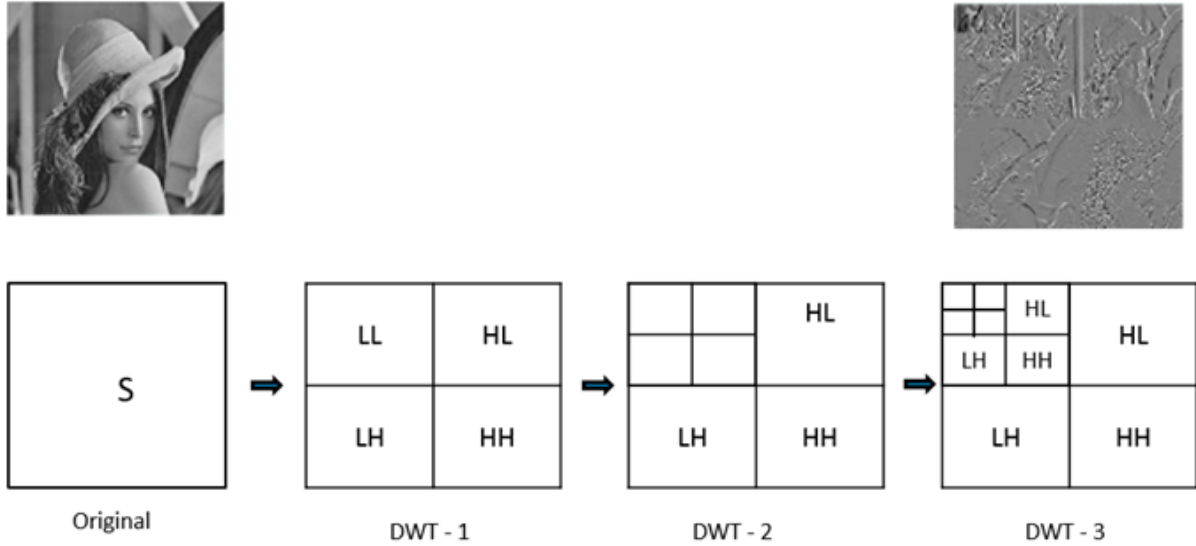 S
Original
LL HL
LH HH
DWT - 1
HL
LH HH
DWT - 2
HL
LH HH
HL
LH HH
DWT - 3